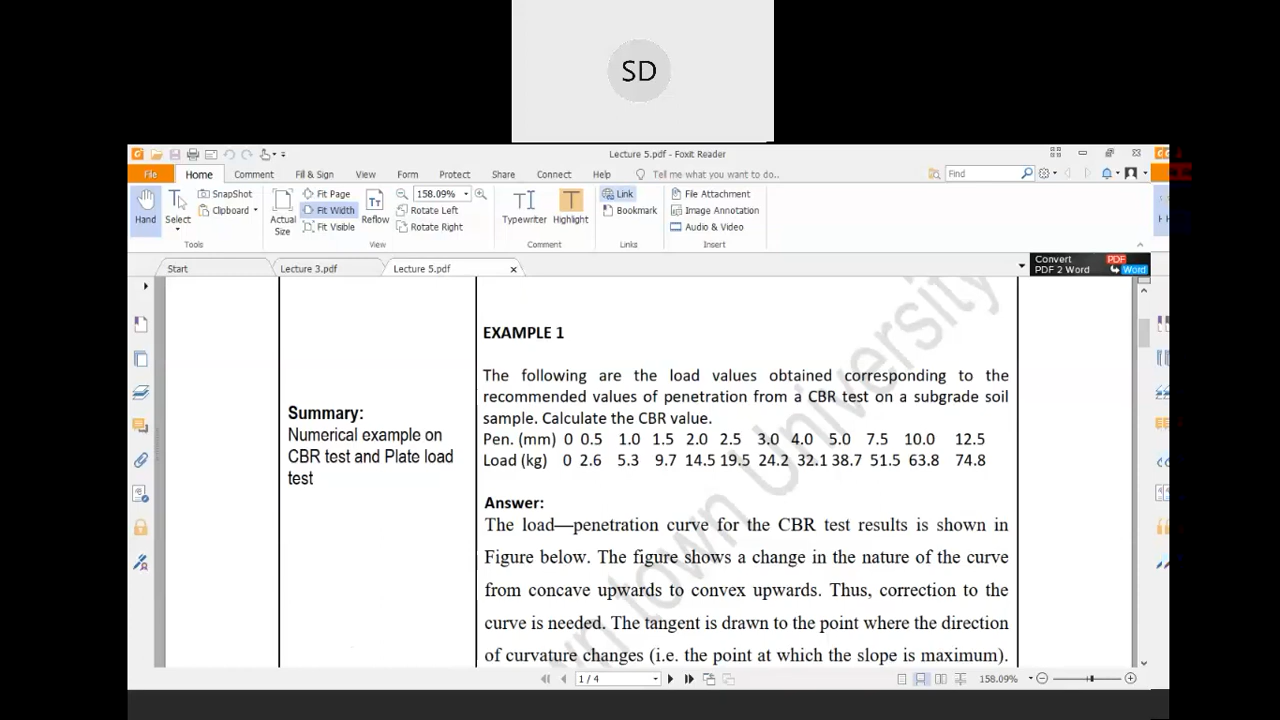 SD
Lecture 5.pdf - Foxit Reader
File Home Comment View Form Protect Share Connect Help Tell me what you want to do.. Find
Hand
Select
SnapShot
Clipboard
Tools
Actual Size
Fit Page
Fit Width
Fit Visible
Reflow
158.09%
Rotate Left
Rotate Right
View
Typewriter
Highlight
Comment
Link
Bookmark
Links
File Attachment
Image Annotation
Audio & Video
Insert
Start Lecture 3.pdf Lecture 5.pdf
Convert PDF
PDF 2 Word Word
EXAMPLE 1
The following are the load values obtained corresponding to the
recommended values of penetration from a CBR test on a subgrade soil
sample. Calculate the CBR value.
Pen. (mm) 0 0.5 1.0 1.5 2.0 2.5 3.0 4.0 5.0 7.5 10.0 12.5
Load (kg) 0 2.6 5.3 9.7 14.5 19.5 24.2 32.1 38.7 51.5 63.8 74.8
Summary:
Numerical example on
CBR test and Plate load
test
Answer:
The load—penetration curve for the CBR test results is shown in
Figure below. The figure shows a change in the nature of the curve
from concave upwards to convex upwards. Thus, correction to the
curve is needed. The tangent is drawn to the point where the direction
of curvature changes (i.e. the point at which the slope is maximum).
town University
1 / 4
158.09%